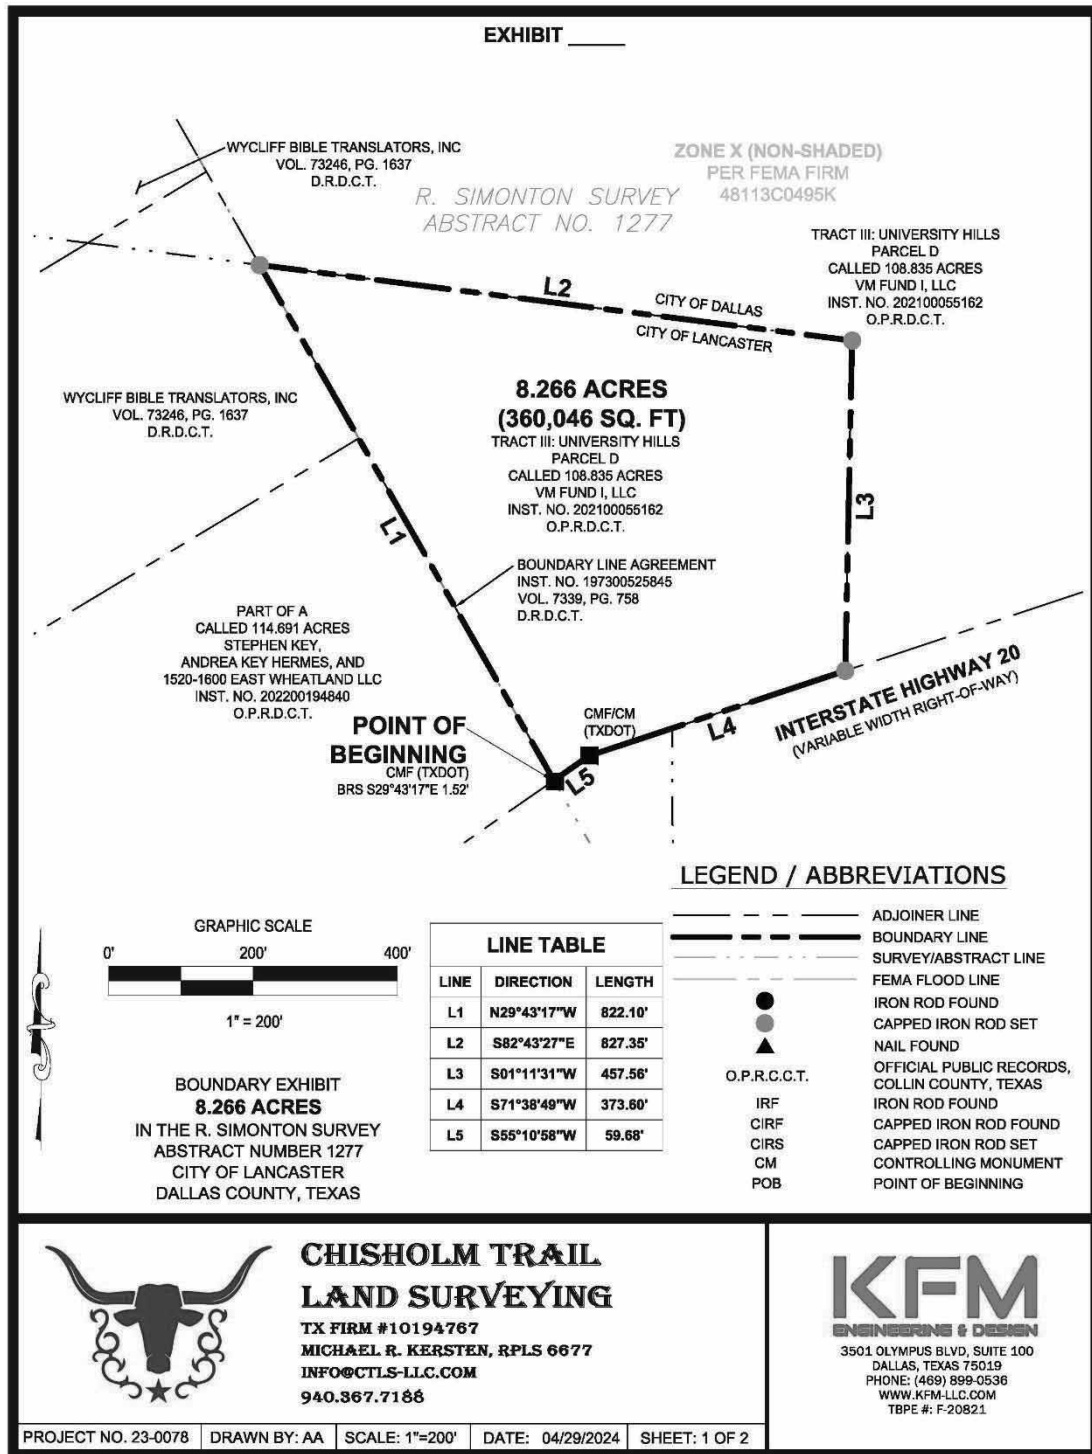 EXHIBIT _____
WYCLIFF BIBLE TRANSLATORS, INC
VOL. 73246, PG. 1637
D.R.D.C.T.
R. SIMONTON SURVEY
ABSTRACT NO. 1277
ZONE X (NON-SHADED)
PER FEMA FIRM
48113C0495K
TRACT III: UNIVERSITY HILLS
PARCEL D
CALLED 108.835 ACRES
VM FUND I, LLC
INST. NO. 202100055162
O.P.R.D.C.T.
L2
CITY OF DALLAS
CITY OF LANCASTER
WYCLIFF BIBLE TRANSLATORS, INC
VOL. 73246, PG. 1637
D.R.D.C.T.
8.266 ACRES
(360,046 SQ. FT)
TRACT III: UNIVERSITY HILLS
PARCEL D
CALLED 108.835 ACRES
VM FUND I, LLC
INST. NO. 202100055162
O.P.R.D.C.T.
L1
L3
BOUNDARY LINE AGREEMENT
INST. NO. 197300525845
VOL. 7339, PG. 758
D.R.D.C.T.
PART OF A
CALLED 114.691 ACRES
STEPHEN KEY,
ANDREA KEY HERMES, AND
1520-1600 EAST WHEATLAND LLC
INST. NO. 202200194840
O.P.R.D.C.T.
POINT OF
BEGINNING
CMF (TXDOT)
BRS S29°43'17"E 1.52'
CMF/CM
(TXDOT)
L5
L4
INTERSTATE HIGHWAY 20
(VARIABLE WIDTH RIGHT-OF-WAY)
GRAPHIC SCALE
0' 200' 400'
1" = 200'
BOUNDARY EXHIBIT
8.266 ACRES
IN THE R. SIMONTON SURVEY
ABSTRACT NUMBER 1277
CITY OF LANCASTER
DALLAS COUNTY, TEXAS
LINE TABLE
LINE DIRECTION LENGTH
L1 N29°43'17"W 822.10'
L2 S82°43'27"E 827.35'
L3 S01°11'31"W 457.56'
L4 S71°38'49"W 373.60'
L5 S55°10'58"W 59.68'
LEGEND / ABBREVIATIONS
ADJOINER LINE
BOUNDARY LINE
SURVEY/ABSTRACT LINE
FEMA FLOOD LINE
IRON ROD FOUND
CAPPED IRON ROD SET
NAIL FOUND
O.P.R.C.C.T. OFFICIAL PUBLIC RECORDS,
COLLIN COUNTY, TEXAS
IRF IRON ROD FOUND
CIRF CAPPED IRON ROD FOUND
CIRS CAPPED IRON ROD SET
CM CONTROLLING MONUMENT
POB POINT OF BEGINNING
CHISHOLM TRAIL
LAND SURVEYING
TX FIRM #10194767
MICHAEL R. KERSTEN, RPLS 6677
INFO@CTLS-LLC.COM
940.367.7188
KFM
ENGINEERING & DESIGN
3501 OLYMPUS BLVD, SUITE 100
DALLAS, TEXAS 75019
PHONE: (469) 899-0536
WWW.KFM-LLC.COM
TBPE #: F-20821
PROJECT NO. 23-0078 DRAWN BY: AA SCALE: 1"=200' DATE: 04/29/2024 SHEET: 1 OF 2